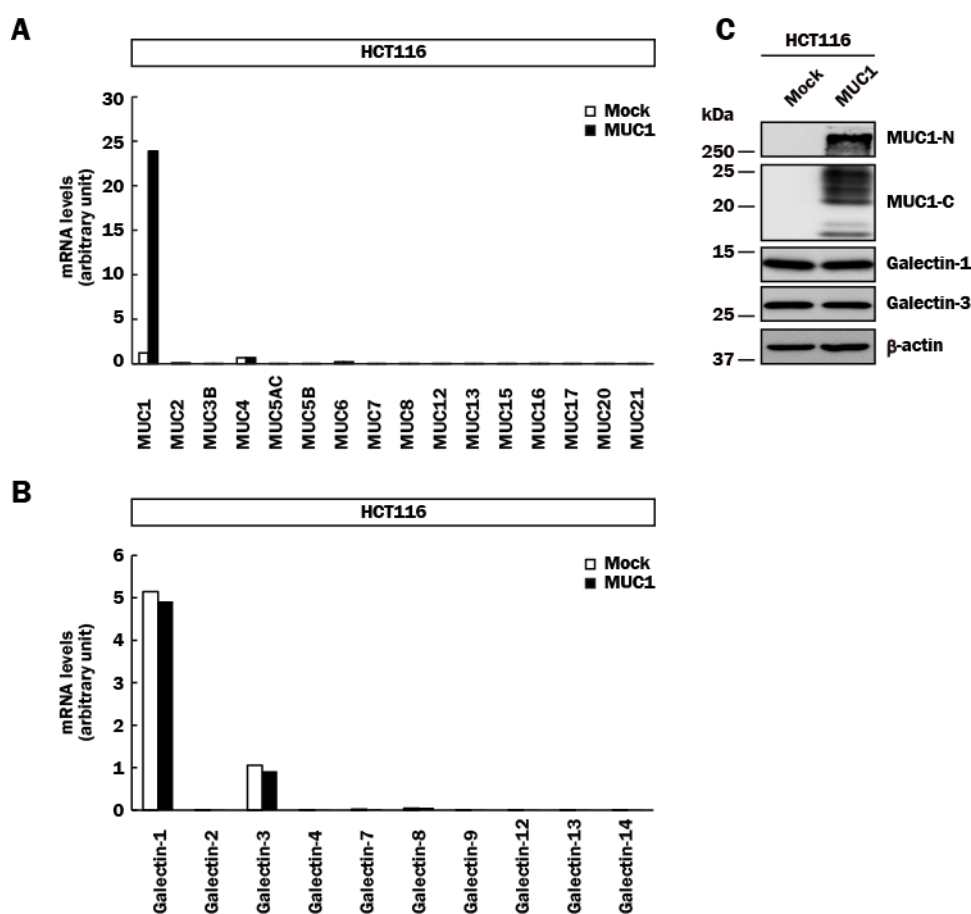 A
HCT116
30
25
20
15
10
5
0
mRNA levels
(arbitrary unit)
Mock
MUC1
MUC1
MUC2
MUC3B
MUC4
MUC5AC
MUC5B
MUC6
MUC7
MUC8
MUC12
MUC13
MUC15
MUC16
MUC17
MUC20
MUC21
B
HCT116
6
5
4
3
2
1
0
mRNA levels
(arbitrary unit)
Mock
MUC1
Galectin-1
Galectin-2
Galectin-3
Galectin-4
Galectin-7
Galectin-8
Galectin-9
Galectin-12
Galectin-13
Galectin-14
C
HCT116
Mock
MUC1
kDa
250
MUC1-N
25
20
MUC1-C
15
Galectin-1
25
Galectin-3
37
β-actin